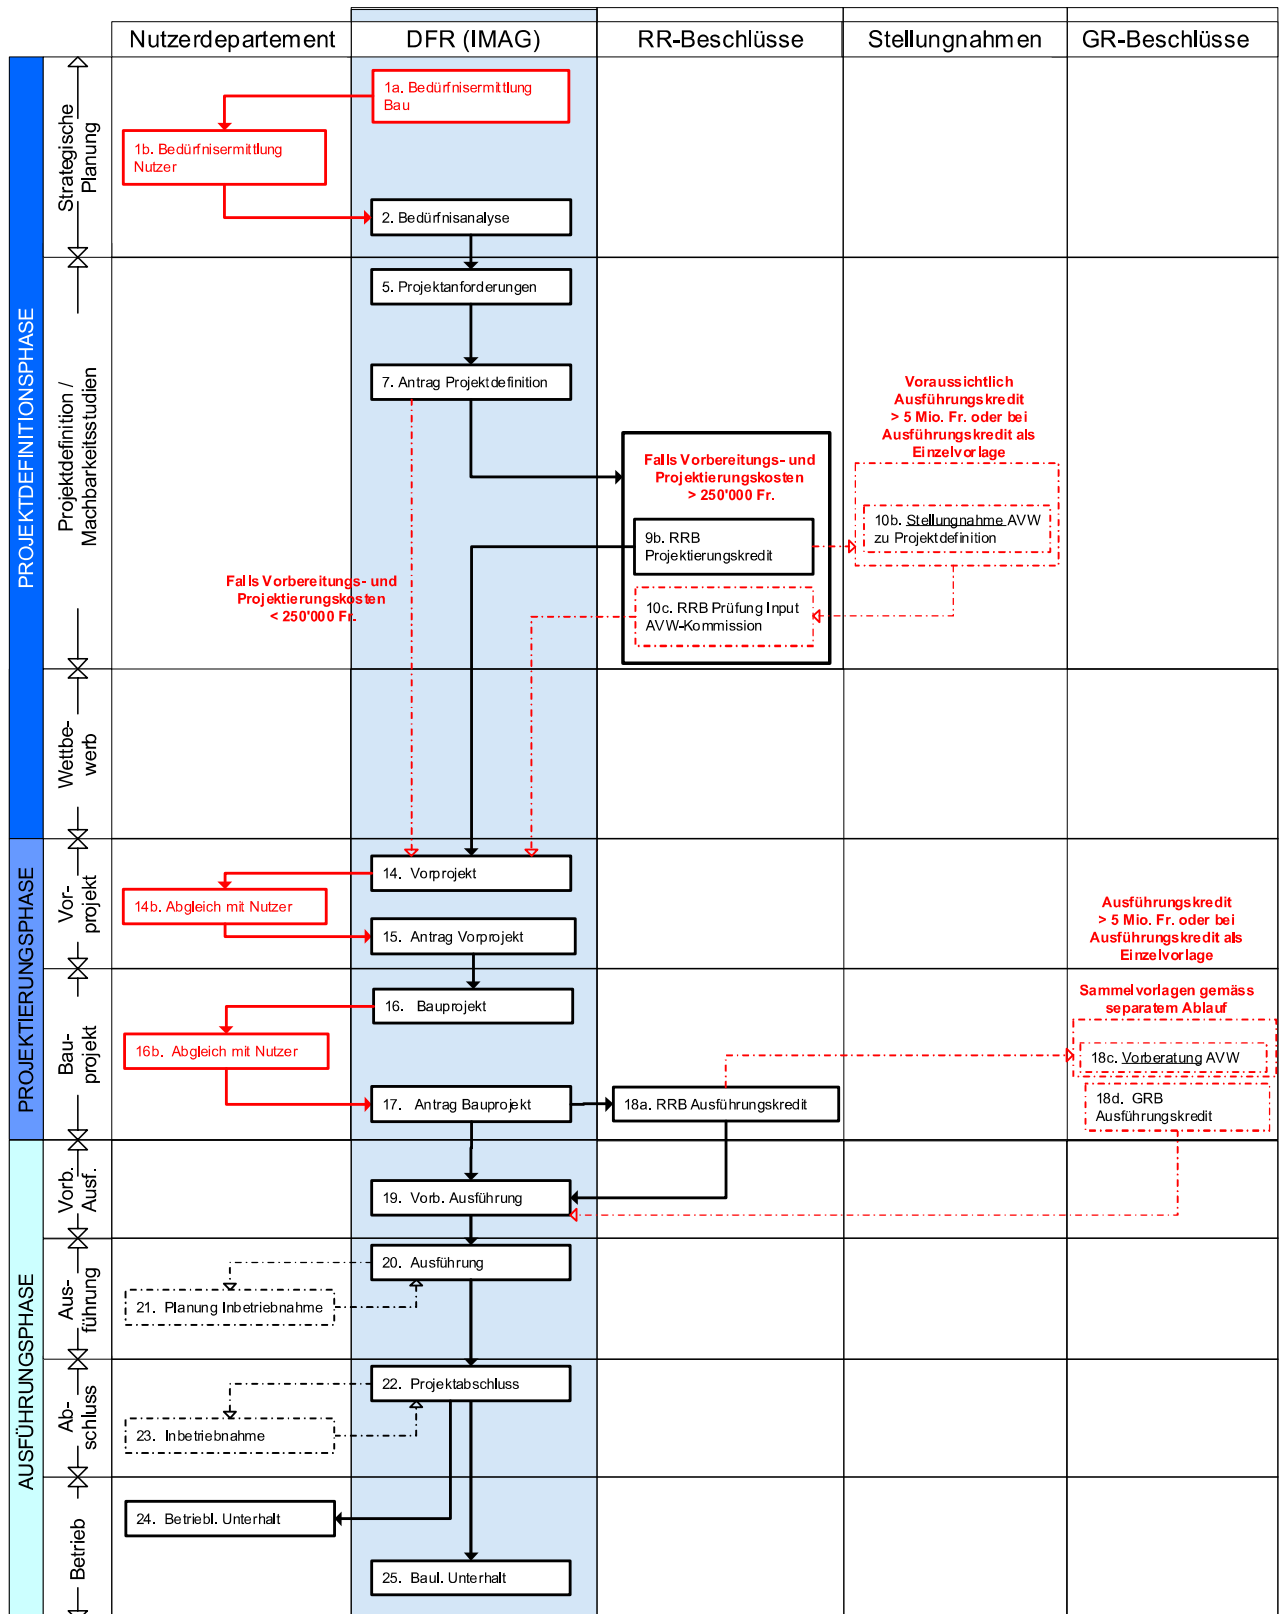 Nutzerdepartement
DFR (IMAG)
RR-Beschlüsse
Stellungnahmen
GR-Beschlüsse
PROJEKTDEFINITIONSPHASE
Strategische
Planung
1a. Bedürfnisermittlung
Bau
1b. Bedürfnisermittlung
Nutzer
2. Bedürfnisanalyse
Projektdefinition /
Machbarkeitsstudien
5. Projektanforderungen
7. Antrag Projektdefinition
Voraussichtlich
Ausführungskredit
> 5 Mio. Fr. oder bei
Ausführungskredit als
Einzelvorlage
Falls Vorbereitungs- und
Projektierungskosten
> 250'000 Fr.
9b. RRB
Projektierungskredit
10b. Stellungnahme AVW
zu Projektdefinition
Falls Vorbereitungs- und
Projektierungskosten
< 250'000 Fr.
10c. RRB Prüfung Input
AVW-Kommission
Wettbe-
werb
PROJEKTIERUNGSPHASE
Vor-
projekt
14. Vorprojekt
14b. Abgleich mit Nutzer
15. Antrag Vorprojekt
Ausführungskredit
> 5 Mio. Fr. oder bei
Ausführungskredit als
Einzelvorlage
Bau-
projekt
16. Bauprojekt
Sammelvorlagen gemäss
separatem Ablauf
16b. Abgleich mit Nutzer
18c. Vorberatung AVW
17. Antrag Bauprojekt
18a. RRB Ausführungskredit
18d. GRB
Ausführungskredit
AUSFÜHRUNGSPHASE
Vorb.
Ausf.
19. Vorb. Ausführung
Aus-
führung
20. Ausführung
21. Planung Inbetriebnahme
Ab-
schluss
22. Projektabschluss
23. Inbetriebnahme
Betrieb
24. Betriebl. Unterhalt
25. Baul. Unterhalt